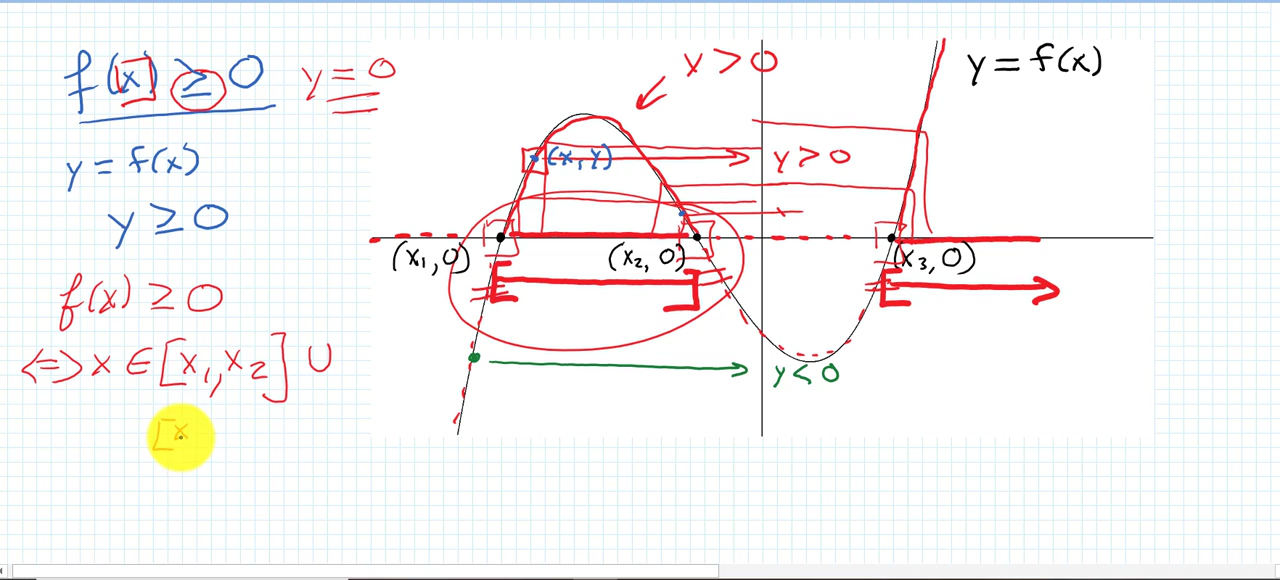 f(x) ≥ 0
y = 0
y = f(x)
y ≥ 0
f(x) ≥ 0
⇔ x ∈ [x₁, x₂] ∪
[x
y > 0
y = f(x)
(x, y)
y > 0
(x₁, 0)
(x₂, 0)
(x₃, 0)
y < 0